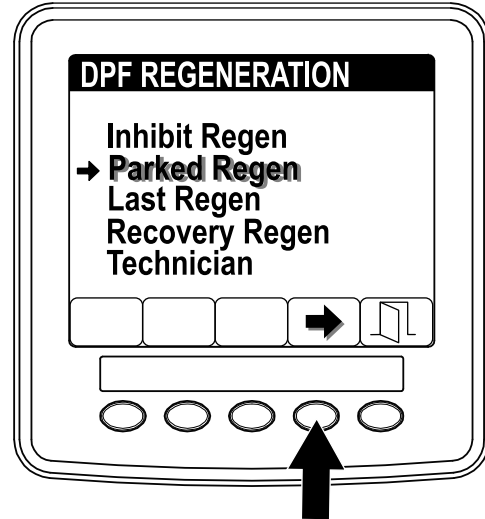 DPF REGENERATION
Inhibit Regen
Parked Regen
Last Regen
Recovery Regen
Technician